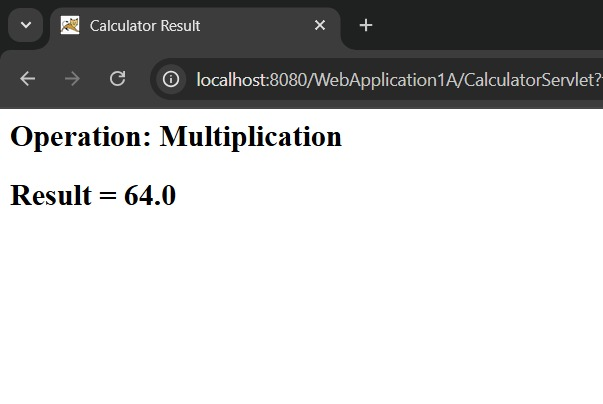 Calculator Result
localhost:8080/WebApplication1A/CalculatorServlet?
Operation: Multiplication
Result = 64.0